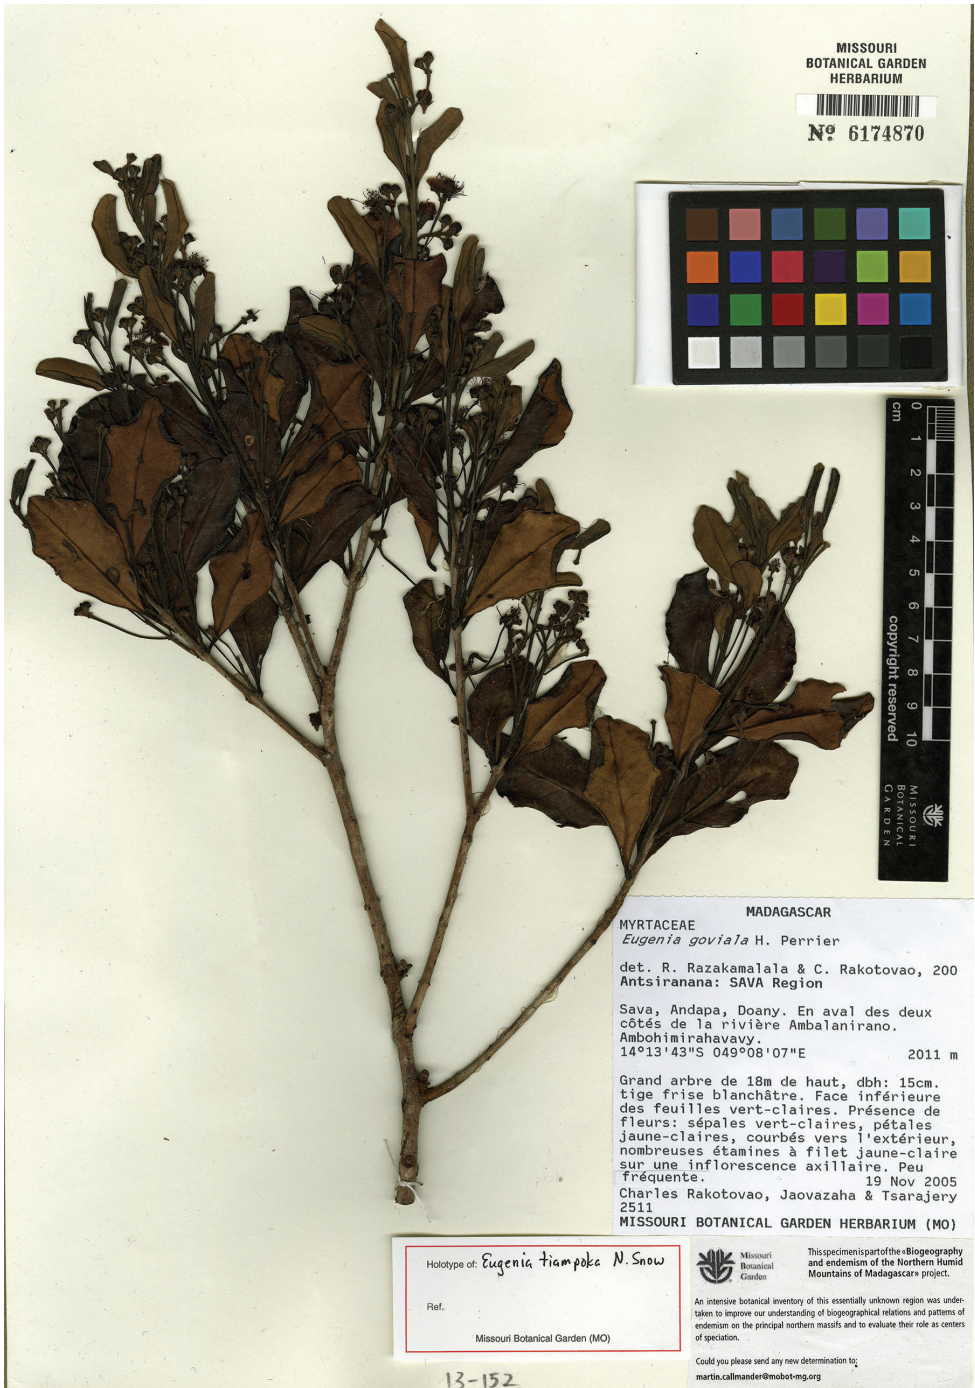 MISSOURI
BOTANICAL GARDEN
HERBARIUM
No. 6174870
cm 0 1 2 3 4 5 6 7 8 9 10
copyright reserved
MISSOURI
BOTANICAL
GARDEN
MADAGASCAR
MYRTACEAE
Eugenia goviala H. Perrier
det. R. Razakamalala & C. Rakotovao, 200
Antsiranana: SAVA Region
Sava, Andapa, Doany. En aval des deux
côtés de la rivière Ambalanirano.
Ambohimirahavavy.
14°13'43"S 049°08'07"E 2011 m
Grand arbre de 18m de haut, dbh: 15cm.
tige frise blanchâtre. Face inférieure
des feuilles vert-claires. Présence de
fleurs: sépales vert-claires, pétales
jaune-claires, courbés vers l'extérieur,
nombreuses étamines à filet jaune-claire
sur une inflorescence axillaire. Peu
fréquente. 19 Nov 2005
Charles Rakotovao, Jaovazaha & Tsarajery
2511
MISSOURI BOTANICAL GARDEN HERBARIUM (MO)
Holotype of: Eugenia tiampoka N. Snow
Ref.
Missouri Botanical Garden (MO)
13-152
Missouri
Botanical
Garden
This specimen is part of the «Biogeography
and endemism of the Northern Humid
Mountains of Madagascar» project.
An intensive botanical inventory of this essentially unknown region was under-
taken to improve our understanding of biogeographical relations and patterns of
endemism on the principal northern massifs and to evaluate their role as centers
of speciation.
Could you please send any new determination to:
martin.callmander@mobot-mg.org